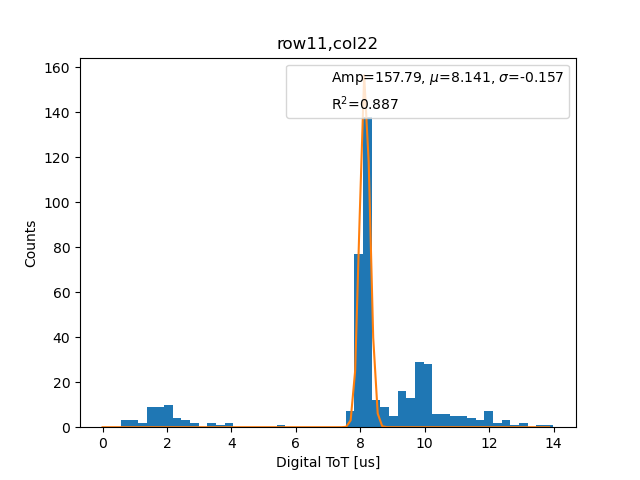 row11,col22
Amp=157.79, μ=8.141, σ=-0.157
R²=0.887
160
140
120
100
80
60
40
20
0
Counts
0 2 4 6 8 10 12 14
Digital ToT [us]